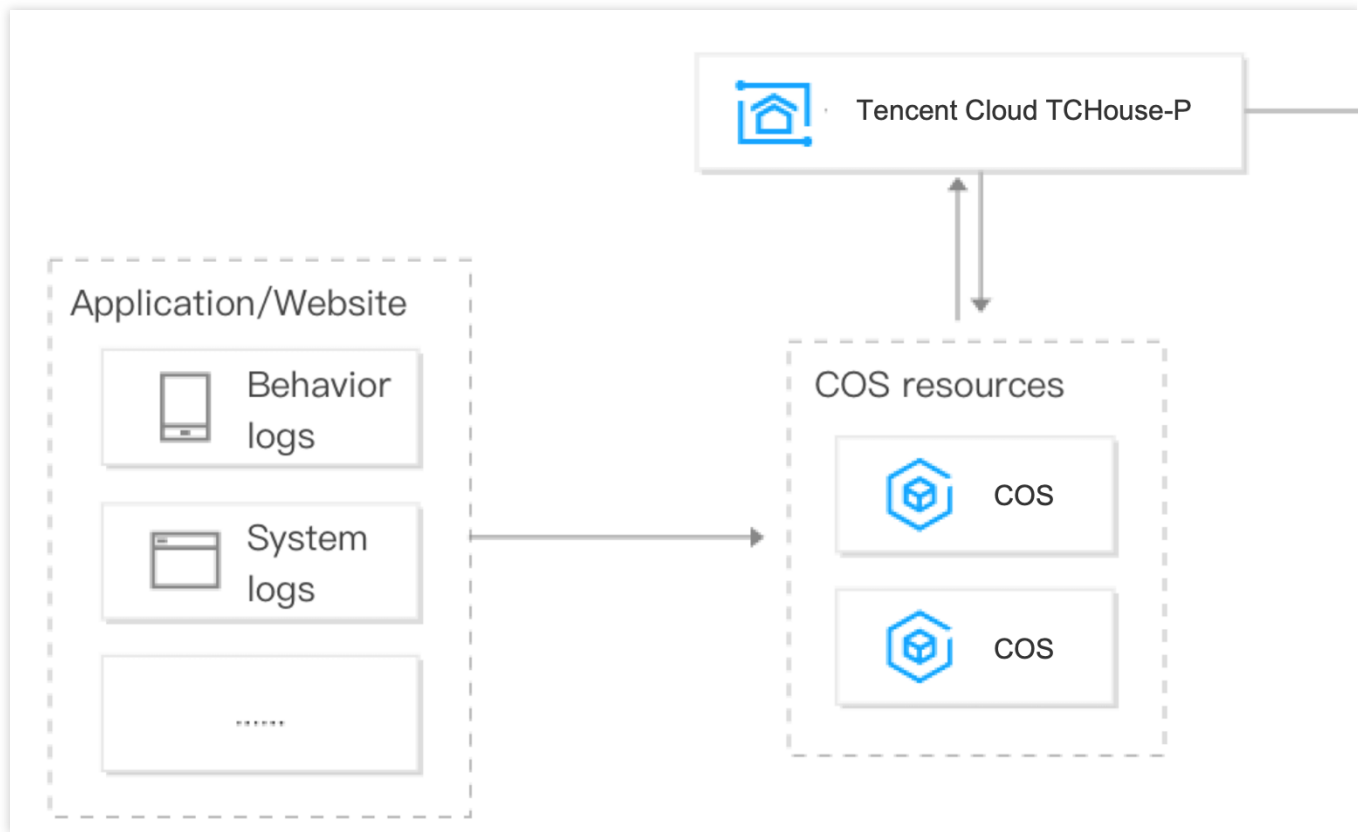 Tencent Cloud TCHouse-P
Application/Website
Behavior
logs
System
logs
......
COS resources
COS
COS